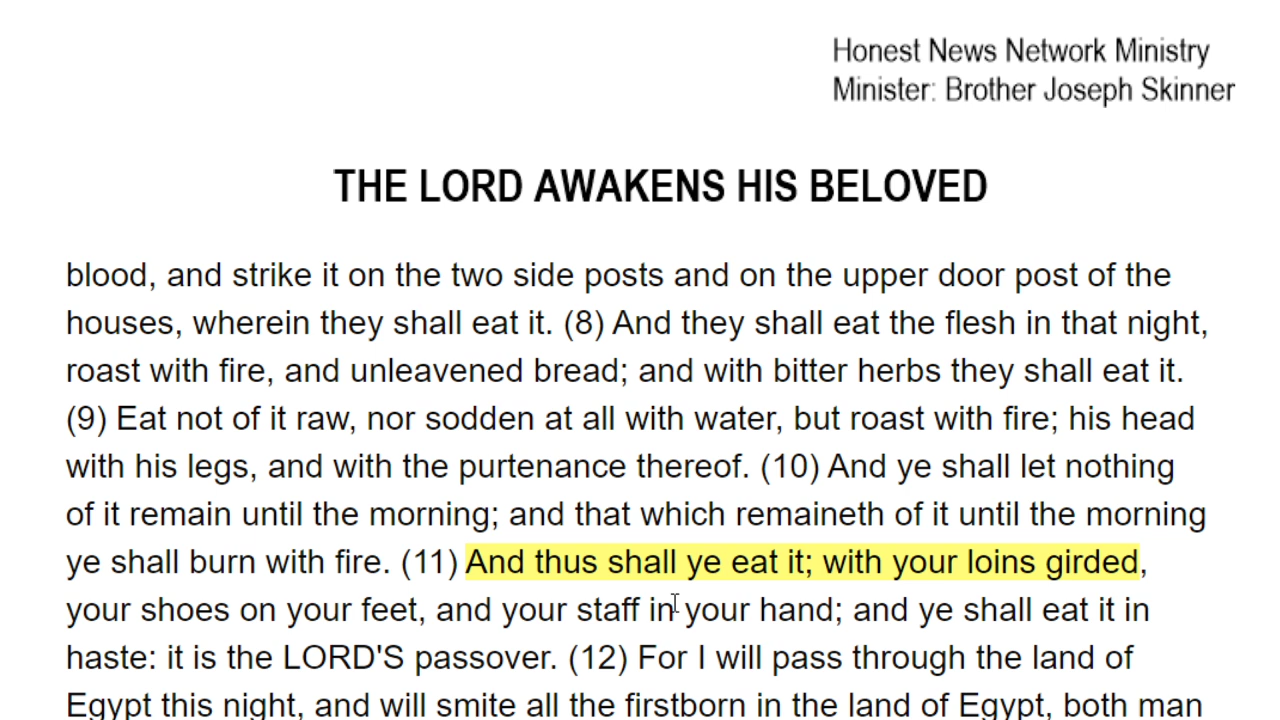 Honest News Network Ministry
Minister: Brother Joseph Skinner
THE LORD AWAKENS HIS BELOVED
blood, and strike it on the two side posts and on the upper door post of the
houses, wherein they shall eat it. (8) And they shall eat the flesh in that night,
roast with fire, and unleavened bread; and with bitter herbs they shall eat it.
(9) Eat not of it raw, nor sodden at all with water, but roast with fire; his head
with his legs, and with the purtenance thereof. (10) And ye shall let nothing
of it remain until the morning; and that which remaineth of it until the morning
ye shall burn with fire. (11) And thus shall ye eat it; with your loins girded,
your shoes on your feet, and your staff in your hand; and ye shall eat it in
haste: it is the LORD'S passover. (12) For I will pass through the land of
Egypt this night, and will smite all the firstborn in the land of Egypt, both man